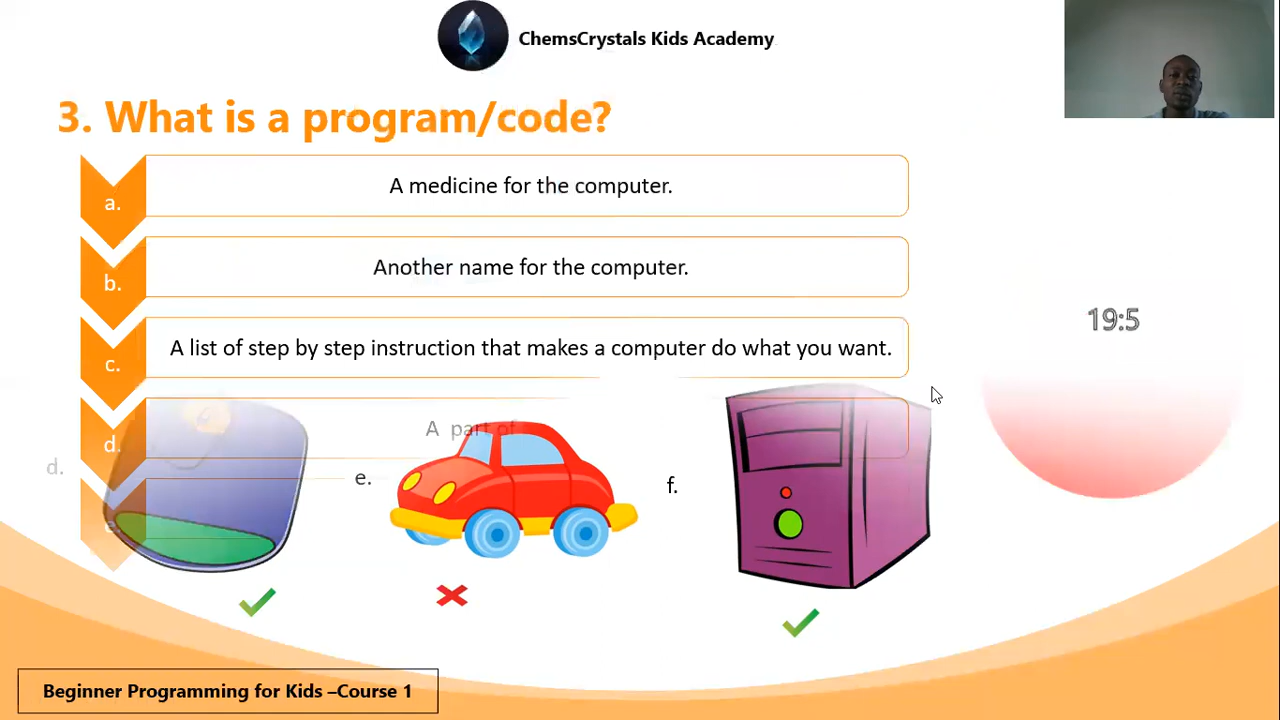 ChemsCrystals Kids Academy
3. What is a program/code?
a.
A medicine for the computer.
b.
Another name for the computer.
c.
A list of step by step instruction that makes a computer do what you want.
d.
A part of
d.
e.
f.
e.
19:5
Beginner Programming for Kids –Course 1